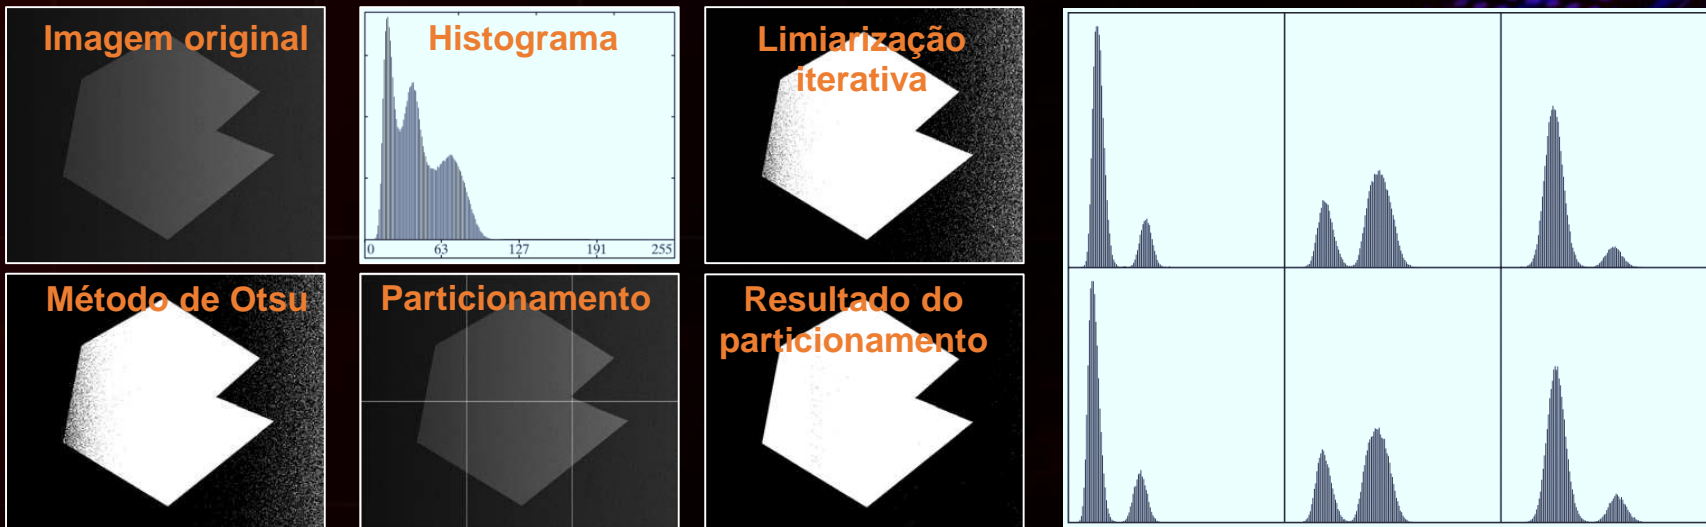 Imagem original
Histograma
Limiarização
iterativa
0 63 127 191 255
Método de Otsu
Particionamento
Resultado do
particionamento